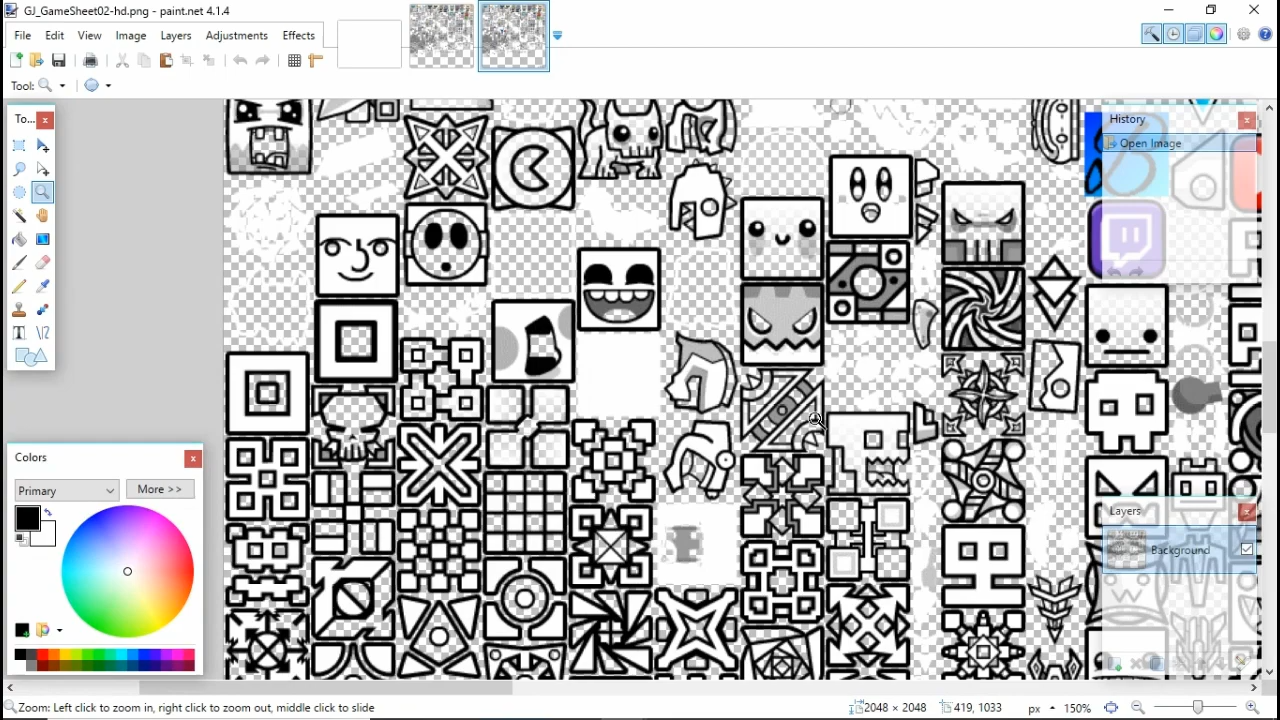 GJ_GameSheet02-hd.png - paint.net 4.1.4
File Edit View Image Layers Adjustments Effects
Tool:
To...
History
Open Image
Colors
Primary
More >>
Layers
Background
Zoom: Left click to zoom in, right click to zoom out, middle click to slide
2048 × 2048
419, 1033
px
150%